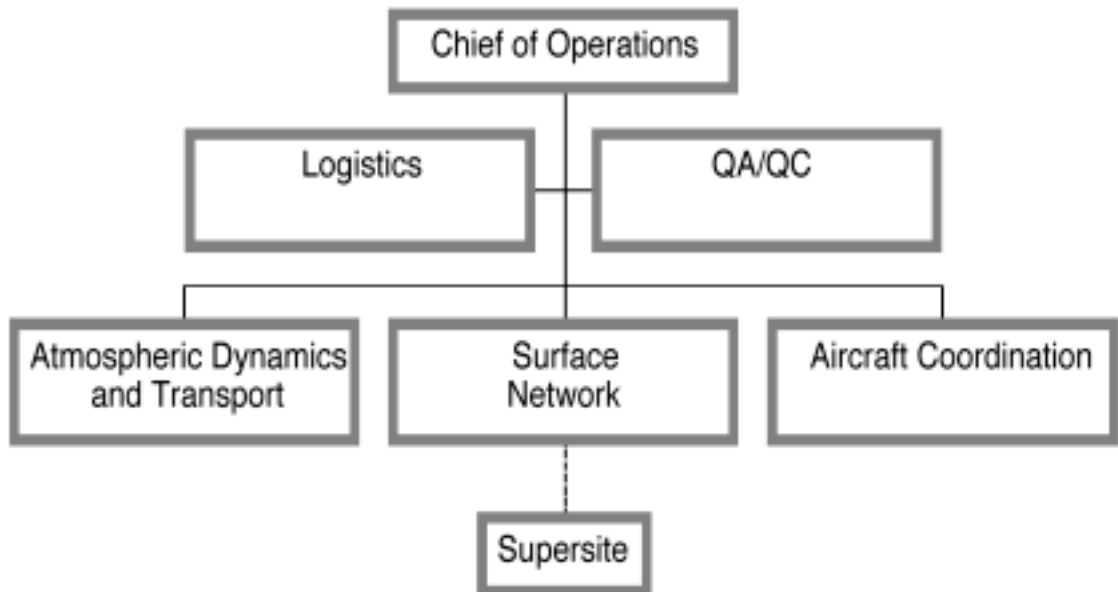 Chief of Operations
Logistics
QA/QC
Atmospheric Dynamics
and Transport
Surface
Network
Aircraft Coordination
Supersite